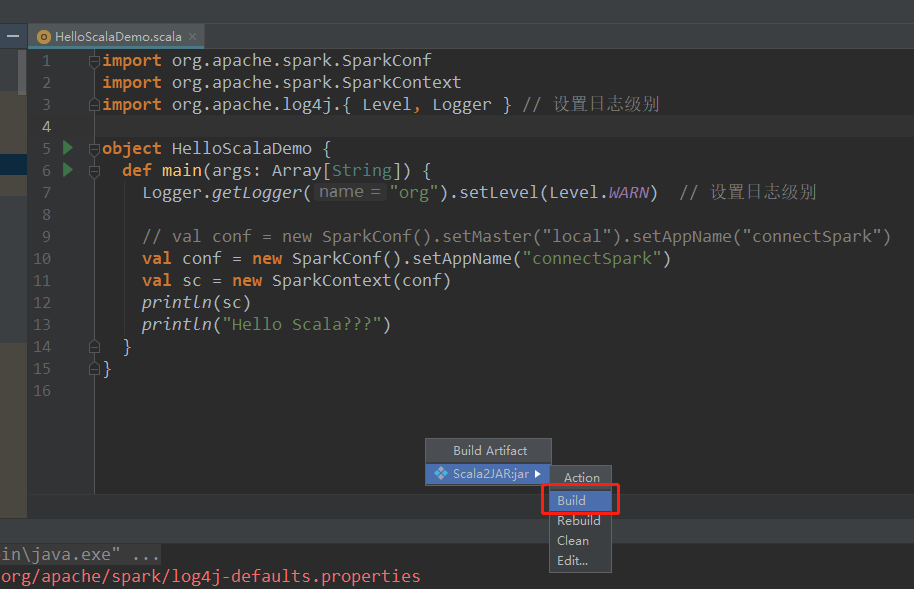 HelloScalaDemo.scala
1 import org.apache.spark.SparkConf
2 import org.apache.spark.SparkContext
3 import org.apache.log4j.{ Level, Logger } // 设置日志级别
4
5 object HelloScalaDemo {
6 def main(args: Array[String]) {
7 Logger.getLogger( name = "org").setLevel(Level.WARN) // 设置日志级别
8
9 // val conf = new SparkConf().setMaster("local").setAppName("connectSpark")
10 val conf = new SparkConf().setAppName("connectSpark")
11 val sc = new SparkContext(conf)
12 println(sc)
13 println("Hello Scala???")
14 }
15 }
16
Build Artifact
Scala2JAR:jar
Action
Build
Rebuild
Clean
Edit...
in\java.exe" ...
org/apache/spark/log4j-defaults.properties